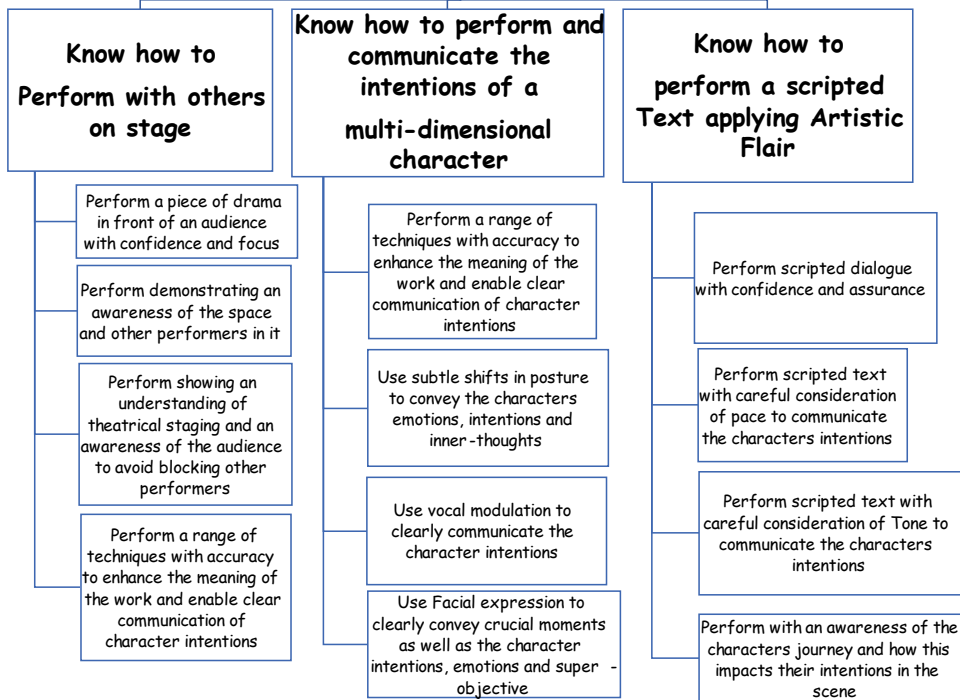 Know how to
Perform with others
on stage
Perform a piece of drama
in front of an audience
with confidence and focus
Perform demonstrating an
awareness of the space
and other performers in it
Perform showing an
understanding of
theatrical staging and an
awareness of the audience
to avoid blocking other
performers
Perform a range of
techniques with accuracy
to enhance the meaning of
the work and enable clear
communication of
character intentions
Know how to perform and
communicate the
intentions of a
multi-dimensional
character
Perform a range of
techniques with accuracy to
enhance the meaning of the
work and enable clear
communication of character
intentions
Use subtle shifts in posture
to convey the characters
emotions, intentions and
inner-thoughts
Use vocal modulation to
clearly communicate the
character intentions
Use Facial expression to
clearly convey crucial moments
as well as the character
intentions, emotions and super -
objective
Know how to
perform a scripted
Text applying Artistic
Flair
Perform scripted dialogue
with confidence and assurance
Perform scripted text
with careful consideration
of pace to communicate
the characters intentions
Perform scripted text with
careful consideration of Tone to
communicate the characters
intentions
Perform with an awareness of the
characters journey and how this
impacts their intentions in the
scene